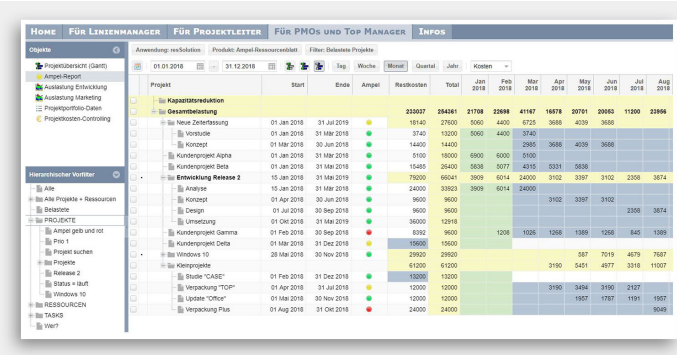 Home Für Linienmanager Für Projektleiter Für PMOs und Top Manager Infos
Objekte
Projektübersicht (Gantt)
Ampel-Report
Auslastung Entwicklung
Auslastung Marketing
Projektportfolio-Daten
Projektkosten-Controlling
Hierarchischer Vorfilter
Alle
Alle Projekte + Ressourcen
Belastete
PROJEKTE
Ampel gelb und rot
Prio 1
Projekt suchen
Projekte
Release 2
Status = läuft
Windows 10
RESSOURCEN
TASKS
Wer?
Anwendung: resSolution Produkt: Ampel-Ressourcenblatt Filter: Belastete Projekte
01.01.2018 - 31.12.2018 Tag Woche Monat Quartal Jahr Kosten
Projekt Start Ende Ampel Restkosten Total Jan 2018 Feb 2018 Mär 2018 Apr 2018 May 2018 Jun 2018 Jul 2018 Aug 2018
Kapazitätsreduktion
Gesamtbelastung 233037 254361 21708 22698 41167 16578 20701 20053 11200 23956
Neue Zeiterfassung 01 Jan 2018 31 Jul 2019 18140 27600 5060 4400 6725 3688 4039 3688
Vorstudie 01 Jan 2018 31 Mär 2018 3740 13200 5060 4400 3740
Konzept 01 Mär 2018 30 Jun 2018 14400 14400 2985 3688 4039 3688
Kundenprojekt Alpha 01 Jan 2018 31 Mär 2018 5100 18000 6900 6000 5100
Kundenprojekt Beta 01 Jan 2018 31 Mai 2018 15485 26400 5838 5077 4315 5331 5838
Entwicklung Release 2 15 Jan 2018 31 Mai 2019 79200 66041 3909 6014 24000 3102 3397 3102 2358 3874
Analyse 15 Jan 2018 31 Mär 2018 24000 33923 3909 6014 24000
Konzept 01 Apr 2018 30 Jun 2018 9600 9600 3102 3397 3102
Design 01 Jul 2018 30 Sep 2018 9600 9600 2358 3874
Umsetzung 01 Okt 2018 31 Mai 2019 36000 12918
Kundenprojekt Gamma 01 Feb 2018 30 Sep 2018 8392 9600 1208 1026 1268 1389 1268 845 1389
Kundenprojekt Delta 01 Mär 2018 31 Dez 2018 15600 15600
Windows 10 28 Mai 2018 30 Nov 2018 29920 29920 587 7019 4679 7687
Kleinprojekte 61200 61200 3190 5451 4977 3318 11007
Studie "CASE" 01 Feb 2018 31 Dez 2018 13200 13200
Verpackung "TOP" 01 Apr 2018 31 Jul 2018 12000 12000 3190 3494 3190 2127
Update "Office" 01 Mai 2018 30 Nov 2018 12000 12000 1957 1787 1191 1957
Verpackung Plus 01 Aug 2018 31 Okt 2018 24000 24000 9049